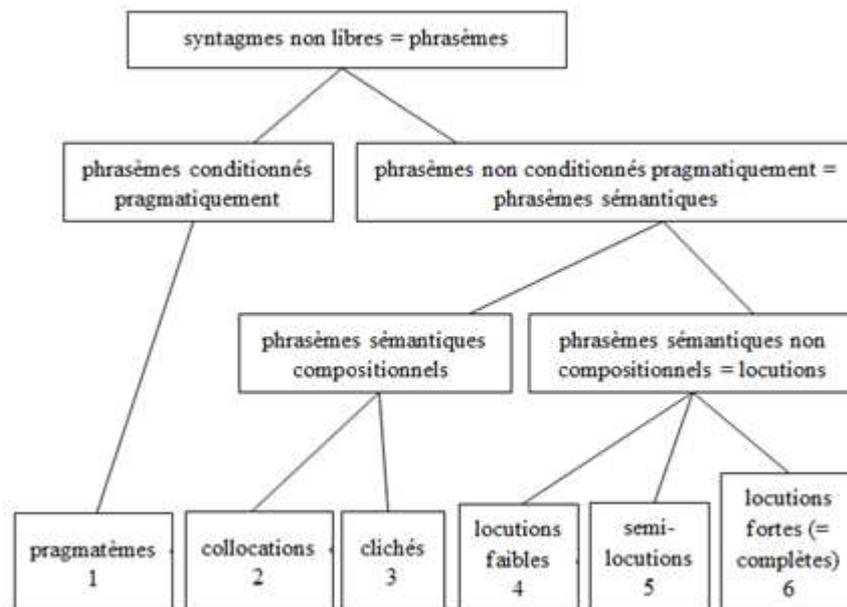 syntagmes non libres = phrasèmes
phrasèmes conditionnés
pragmatiquement
phrasèmes non conditionnés pragmatiquement =
phrasèmes sémantiques
phrasèmes sémantiques
compositionnels
phrasèmes sémantiques non
compositionnels = locutions
pragmatèmes
1
collocations
2
clichés
3
locutions
faibles
4
semi-
locutions
5
locutions
fortes (=
complètes)
6